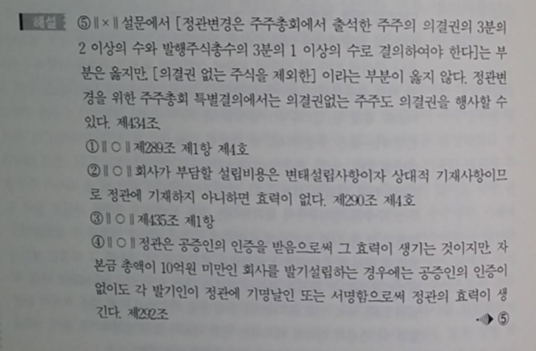 해설 ⑤∥×∥설문에서 [정관변경은 주주총회에서 출석한 주주의 의결권의 3분의
2 이상의 수와 발행주식총수의 3분의 1 이상의 수로 결의하여야 한다]는 부
분은 옳지만, [의결권 없는 주식을 제외한] 이라는 부분이 옳지 않다. 정관변
경을 위한 주주총회 특별결의에서는 의결권없는 주주도 의결권을 행사할 수
있다. 제434조.
①∥○∥제289조 제1항 제4호
②∥○∥회사가 부담할 설립비용은 변태설립사항이자 상대적 기재사항이므
로 정관에 기재하지 아니하면 효력이 없다. 제290조 제4호
③∥○∥제435조 제1항
④∥○∥정관은 공증인의 인증을 받음으로써 그 효력이 생기는 것이지만, 자
본금 총액이 10억원 미만인 회사를 발기설립하는 경우에는 공증인의 인증이
없이도 각 발기인이 정관에 기명날인 또는 서명함으로써 정관의 효력이 생
긴다. 제292조
⑤